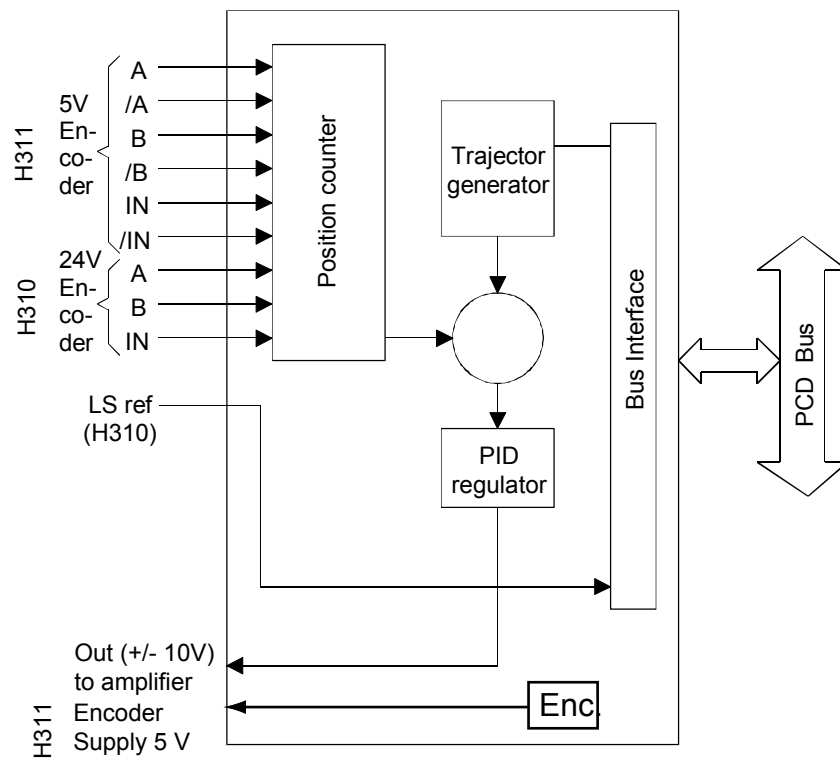 H311
5V
En-
co-
der
A
/A
B
/B
IN
/IN
H310
24V
En-
co-
der
A
B
IN
Position counter
Trajector
generator
Bus Interface
PCD Bus
LS ref
(H310)
PID
regulator
Out (+/- 10V)
to amplifier
H311
Encoder
Supply 5 V
Enc.